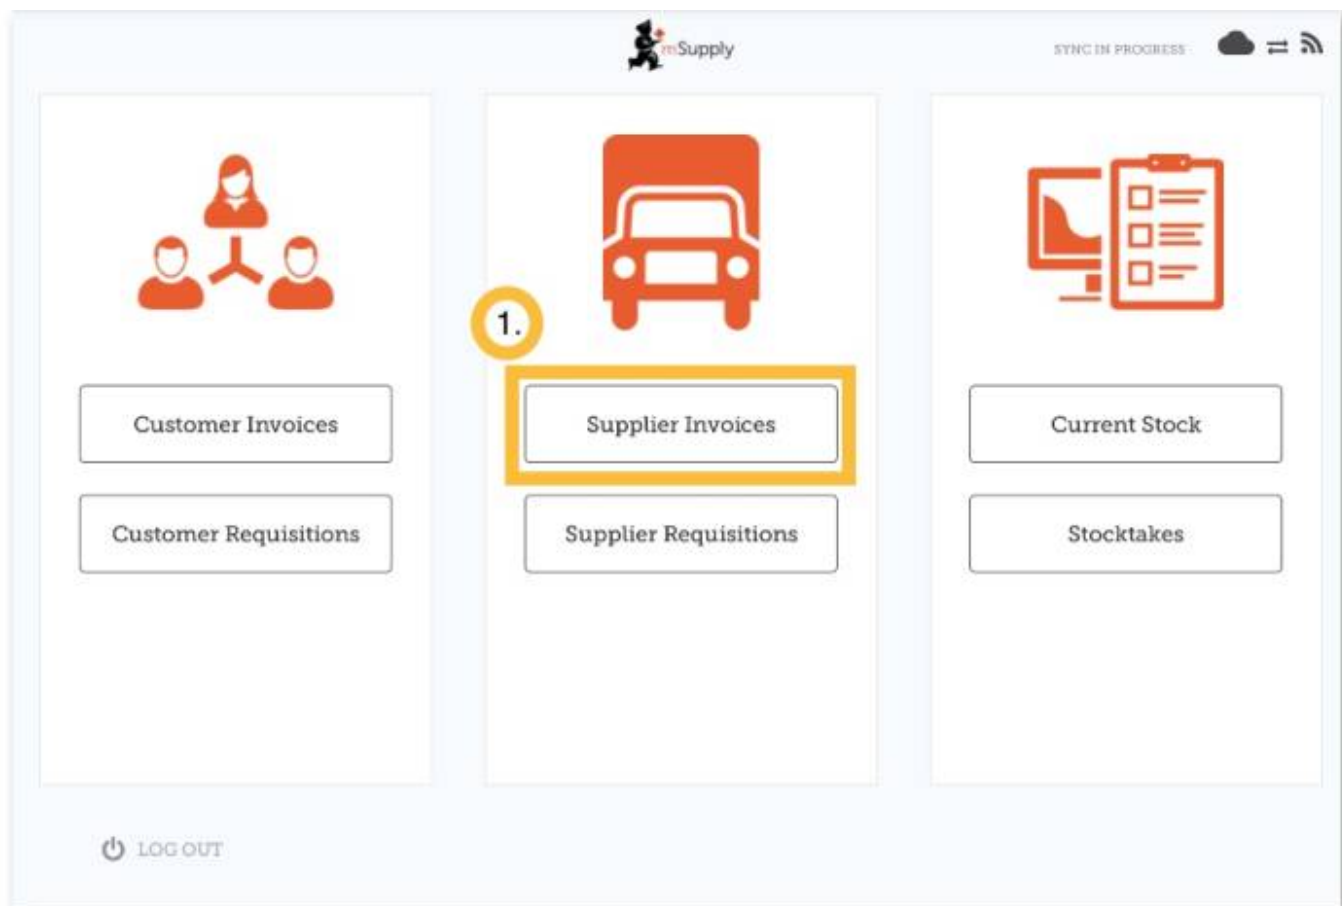 mSupply
SYNC IN PROGRESS
1.
Customer Invoices
Supplier Invoices
Current Stock
Customer Requisitions
Supplier Requisitions
Stocktakes
LOG OUT